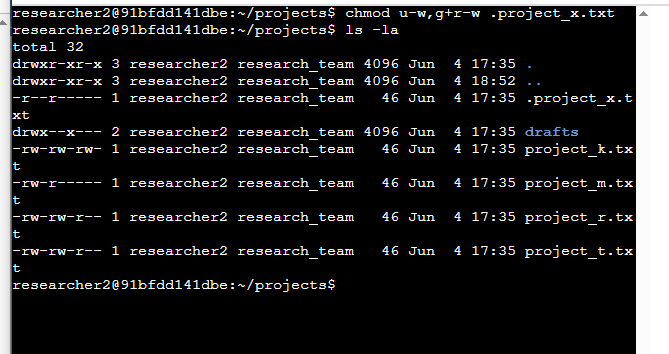 researcher2@91bfdd141dbe:~/projects$ chmod u-w,g+r-w .project_x.txt
researcher2@91bfdd141dbe:~/projects$ ls -la
total 32
drwxr-xr-x 3 researcher2 research_team 4096 Jun  4 17:35 .
drwxr-xr-x 3 researcher2 research_team 4096 Jun  4 18:52 ..
-r--r----- 1 researcher2 research_team   46 Jun  4 17:35 .project_x.t
xt
drwx--x--- 2 researcher2 research_team 4096 Jun  4 17:35 drafts
-rw-rw-rw- 1 researcher2 research_team   46 Jun  4 17:35 project_k.tx
t
-rw-r----- 1 researcher2 research_team   46 Jun  4 17:35 project_m.tx
t
-rw-rw-r-- 1 researcher2 research_team   46 Jun  4 17:35 project_r.tx
t
-rw-rw-r-- 1 researcher2 research_team   46 Jun  4 17:35 project_t.tx
t
researcher2@91bfdd141dbe:~/projects$